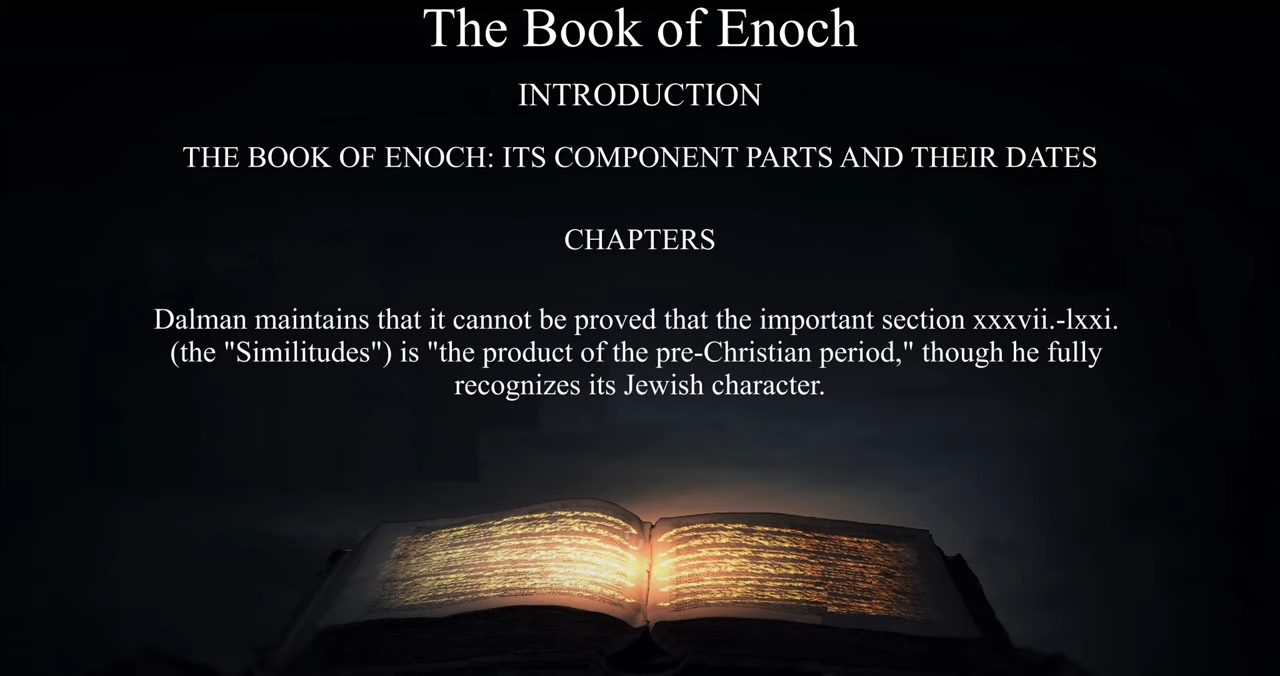 The Book of Enoch
INTRODUCTION
THE BOOK OF ENOCH: ITS COMPONENT PARTS AND THEIR DATES
CHAPTERS
Dalman maintains that it cannot be proved that the important section xxxvii.-lxxi.
(the "Similitudes") is "the product of the pre-Christian period," though he fully
recognizes its Jewish character.